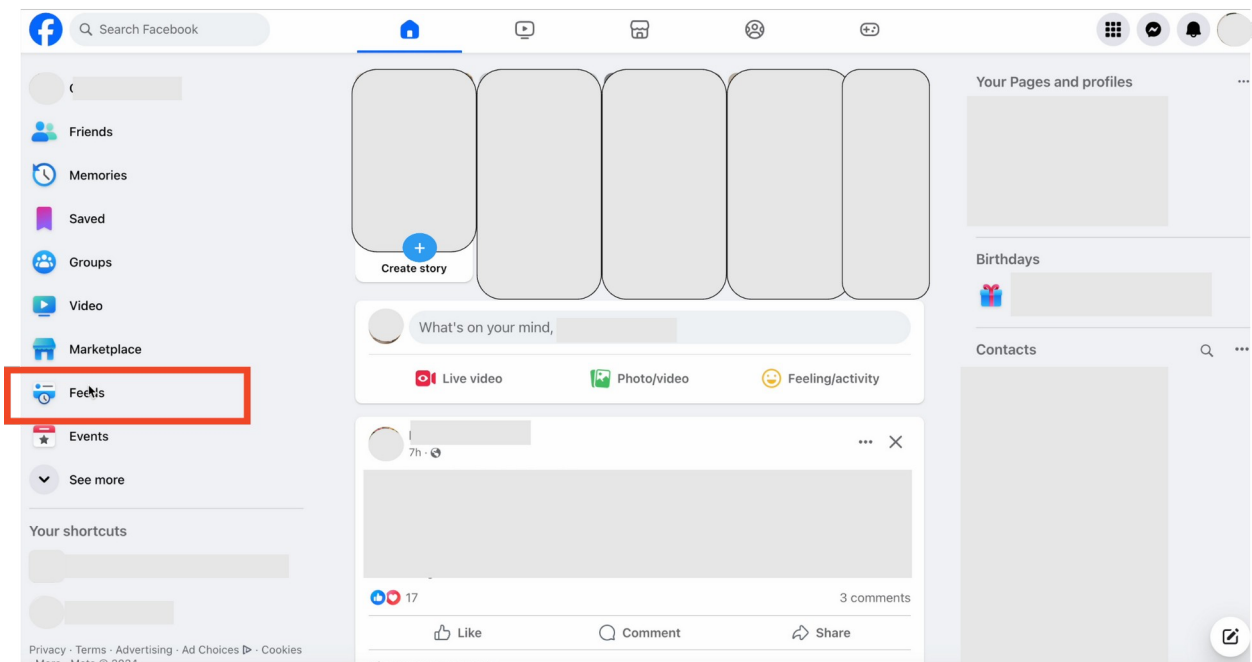 Search Facebook
Friends
Memories
Saved
Groups
Video
Marketplace
Feeds
Events
See more
Your shortcuts
Privacy · Terms · Advertising · Ad Choices · Cookies
Create story
What's on your mind,
Live video
Photo/video
Feeling/activity
7h ·
17
3 comments
Like
Comment
Share
Your Pages and profiles
Birthdays
Contacts